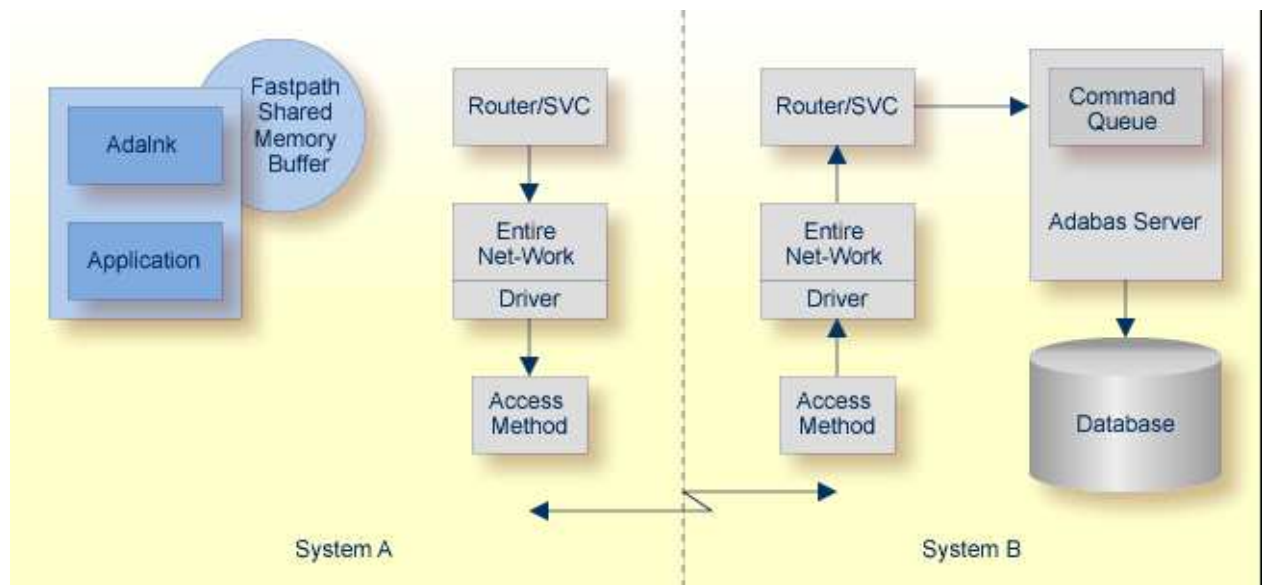 Fastpath
Shared
Memory
Buffer
Adalnk
Application
Router/SVC
Entire
Net-Work
Driver
Access
Method
System A
Router/SVC
Entire
Net-Work
Driver
Access
Method
Command
Queue
Adabas Server
Database
System B